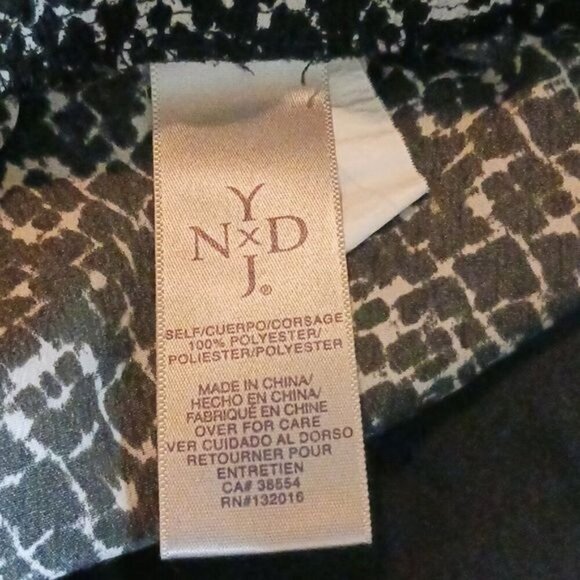 Y
N×D
J®
SELF/CUERPO/CORSAGE
100% POLYESTER/
POLIESTER/POLYESTER
MADE IN CHINA/
HECHO EN CHINA/
FABRIQUÉ EN CHINE
OVER FOR CARE
VER CUIDADO AL DORSO
RETOURNER POUR
ENTRETIEN
CA# 38554
RN#132016